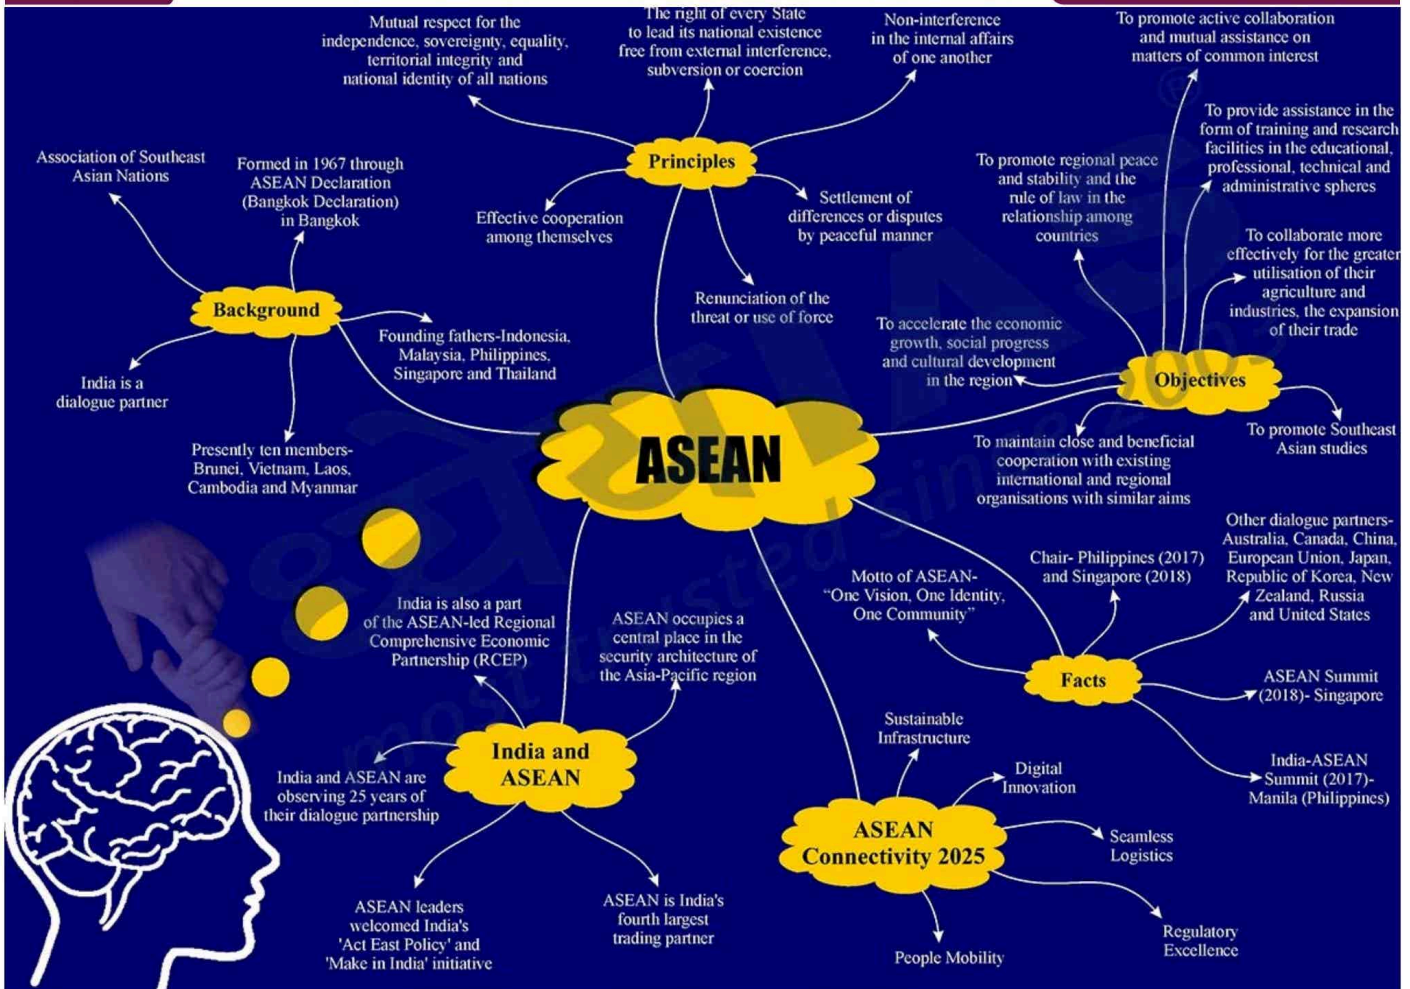 Mutual respect for the
independence, sovereignty, equality,
territorial integrity and
national identity of all nations
The right of every State
to lead its national existence
free from external interference,
subversion or coercion
Non-interference
in the internal affairs
of one another
To promote active collaboration
and mutual assistance on
matters of common interest
To provide assistance in the
form of training and research
facilities in the educational,
professional, technical and
administrative spheres
Principles
Association of Southeast
Asian Nations
Formed in 1967 through
ASEAN Declaration
(Bangkok Declaration)
in Bangkok
Effective cooperation
among themselves
Settlement of
differences or disputes
by peaceful manner
Renunciation of the
threat or use of force
To promote regional peace
and stability and the
rule of law in the
relationship among
countries
To collaborate more
effectively for the greater
utilisation of their
agriculture and
industries, the expansion
of their trade
Background
Founding fathers-Indonesia,
Malaysia, Philippines,
Singapore and Thailand
India is a
dialogue partner
Presently ten members-
Brunei, Vietnam, Laos,
Cambodia and Myanmar
To accelerate the economic
growth, social progress
and cultural development
in the region
Objectives
To promote Southeast
Asian studies
To maintain close and beneficial
cooperation with existing
international and regional
organisations with similar aims
ASEAN
Motto of ASEAN-
“One Vision, One Identity,
One Community”
Chair- Philippines (2017)
and Singapore (2018)
Other dialogue partners-
Australia, Canada, China,
European Union, Japan,
Republic of Korea, New
Zealand, Russia
and United States
Facts
ASEAN Summit
(2018)- Singapore
India-ASEAN
Summit (2017)-
Manila (Philippines)
India is also a part
of the ASEAN-led Regional
Comprehensive Economic
Partnership (RCEP)
ASEAN occupies a
central place in the
security architecture of
the Asia-Pacific region
India and
ASEAN
India and ASEAN are
observing 25 years of
their dialogue partnership
ASEAN leaders
welcomed India's
'Act East Policy' and
'Make in India' initiative
ASEAN is India's
fourth largest
trading partner
Sustainable
Infrastructure
Digital
Innovation
ASEAN
Connectivity 2025
Seamless
Logistics
Regulatory
Excellence
People Mobility
ध्येय IAS
®
most trusted since 2003